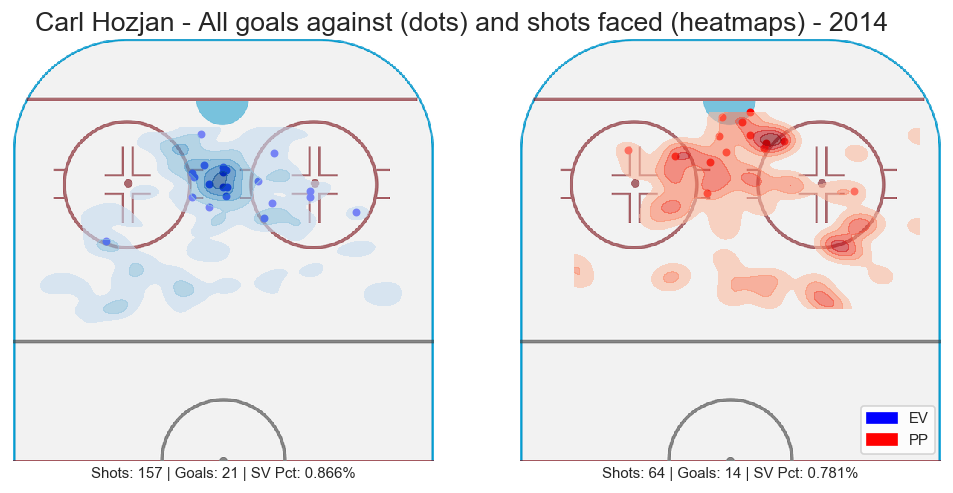 Carl Hozjan - All goals against (dots) and shots faced (heatmaps) - 2014
EV
PP
Shots: 157 | Goals: 21 | SV Pct: 0.866%
Shots: 64 | Goals: 14 | SV Pct: 0.781%